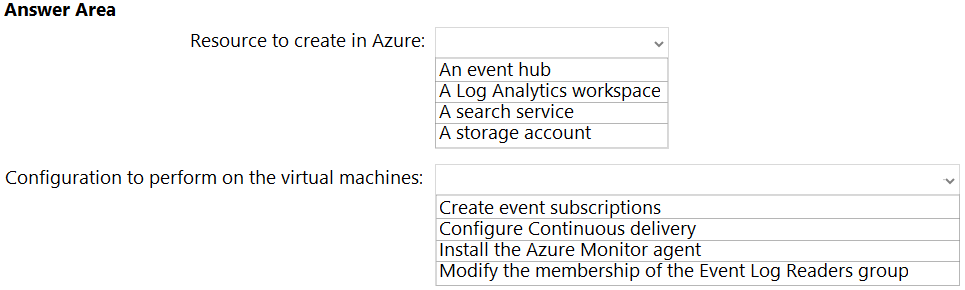 Answer Area
Resource to create in Azure:
An event hub
A Log Analytics workspace
A search service
A storage account
Configuration to perform on the virtual machines:
Create event subscriptions
Configure Continuous delivery
Install the Azure Monitor agent
Modify the membership of the Event Log Readers group